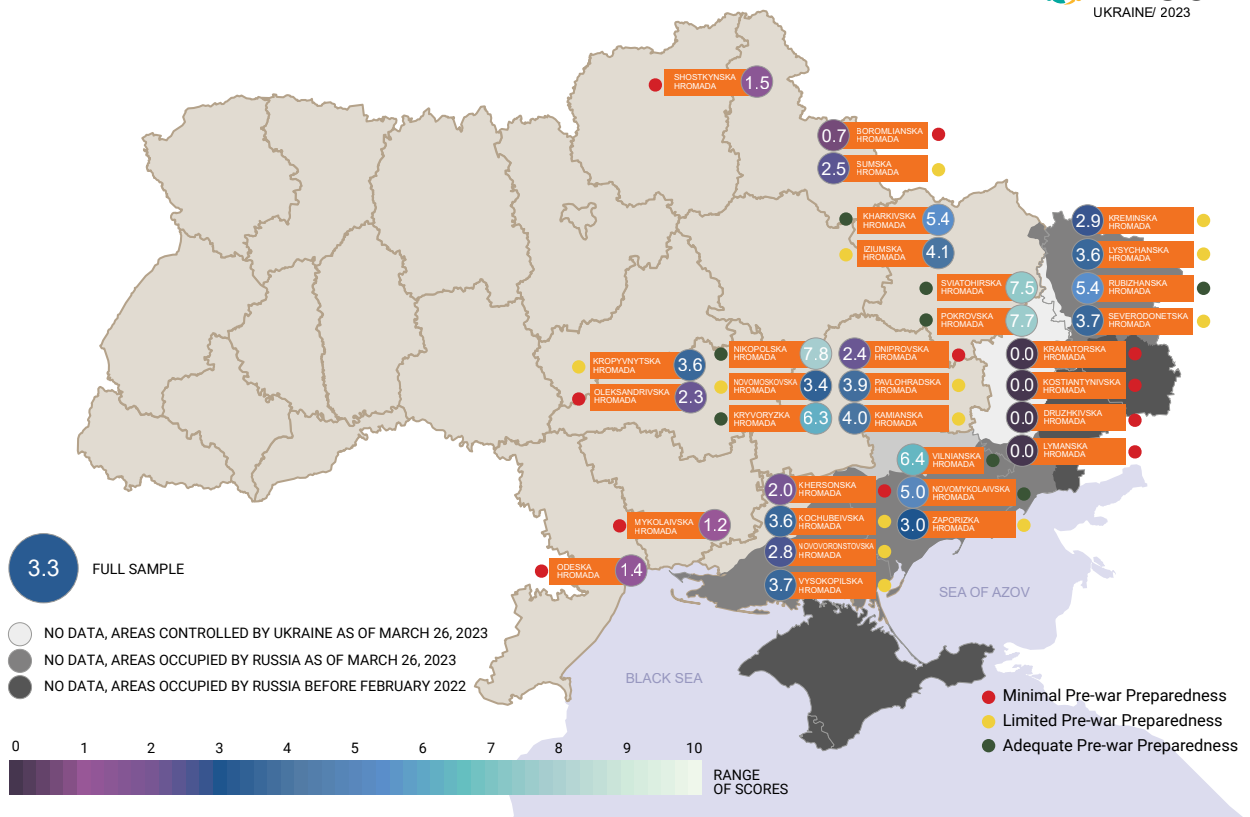 UKRAINE/ 2023
SHOSTKYNSKA
HROMADA
1.5
0.7
BOROMLIANSKA
HROMADA
2.5
SUMSKA
HROMADA
KHARKIVSKA
HROMADA
5.4
IZIUMSKA
HROMADA
4.1
2.9
KREMINSKA
HROMADA
3.6
LYSYCHANSKA
HROMADA
5.4
RUBIZHANSKA
HROMADA
3.7
SEVERODONETSKA
HROMADA
SVIATOHIRSKA
HROMADA
7.5
POKROVSKA
HROMADA
7.7
KROPYVNYTSKA
HROMADA
3.6
OLEKSANDRIVSKA
HROMADA
2.3
NIKOPOLSKA
HROMADA
7.8
NOVOMOSKOVSKA
HROMADA
3.4
KRYVORYZKA
HROMADA
6.3
2.4
DNIPROVSKA
HROMADA
3.9
PAVLOHRADSKA
HROMADA
4.0
KAMIANSKA
HROMADA
0.0
KRAMATORSKA
HROMADA
0.0
KOSTIANTYNIVSKA
HROMADA
0.0
DRUZHKIVSKA
HROMADA
0.0
LYMANSKA
HROMADA
6.4
VILNIANSKA
HROMADA
5.0
NOVOMYKOLAIVSKA
HROMADA
3.0
ZAPORIZKA
HROMADA
2.0
KHERSONSKA
HROMADA
3.6
KOCHUBEIVSKA
HROMADA
2.8
NOVOVORONSTOVSKA
HROMADA
3.7
VYSOKOPILSKA
HROMADA
MYKOLAIVSKA
HROMADA
1.2
ODESKA
HROMADA
1.4
3.3
FULL SAMPLE
NO DATA, AREAS CONTROLLED BY UKRAINE AS OF MARCH 26, 2023
NO DATA, AREAS OCCUPIED BY RUSSIA AS OF MARCH 26, 2023
NO DATA, AREAS OCCUPIED BY RUSSIA BEFORE FEBRUARY 2022
SEA OF AZOV
BLACK SEA
Minimal Pre-war Preparedness
Limited Pre-war Preparedness
Adequate Pre-war Preparedness
0 1 2 3 4 5 6 7 8 9 10
RANGE
OF SCORES